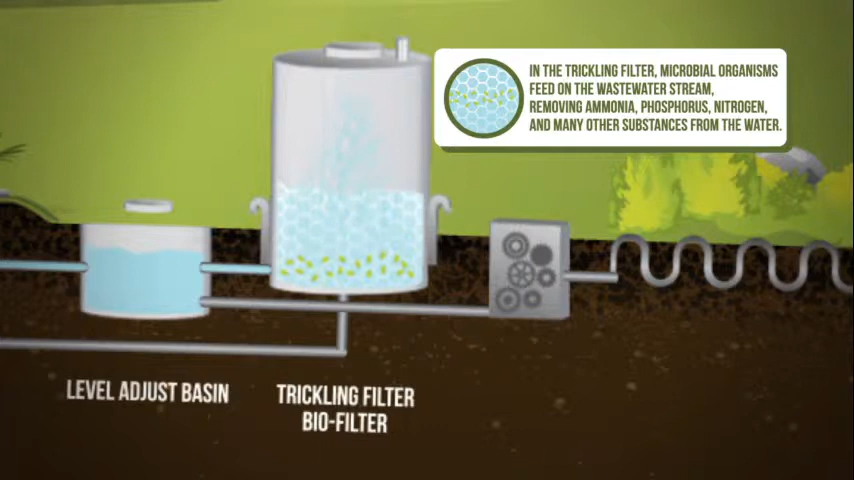 IN THE TRICKLING FILTER, MICROBIAL ORGANISMS
FEED ON THE WASTEWATER STREAM,
REMOVING AMMONIA, PHOSPHORUS, NITROGEN,
AND MANY OTHER SUBSTANCES FROM THE WATER.
LEVEL ADJUST BASIN
TRICKLING FILTER
BIO-FILTER